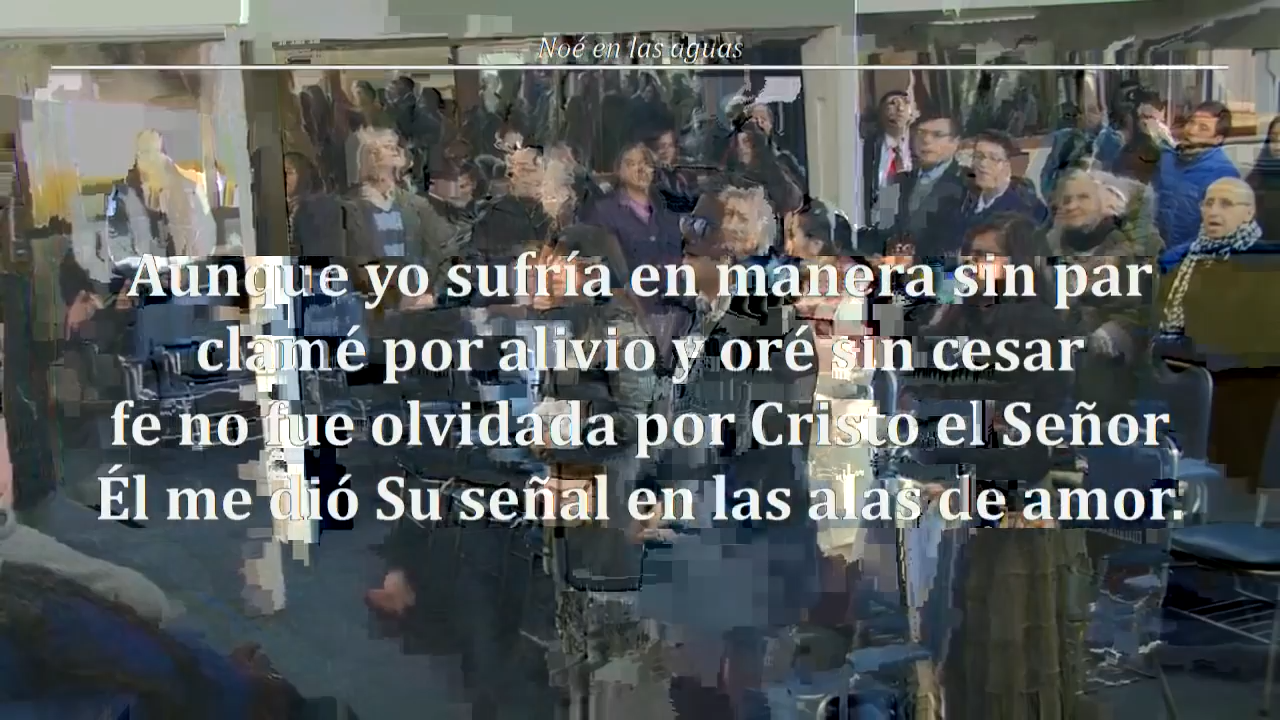 Noé en las aguas
Aunque yo sufría en manera sin par
clamé por alivio y oré sin cesar
fe no fue olvidada por Cristo el Señor
Él me dió Su señal en las alas de amor.